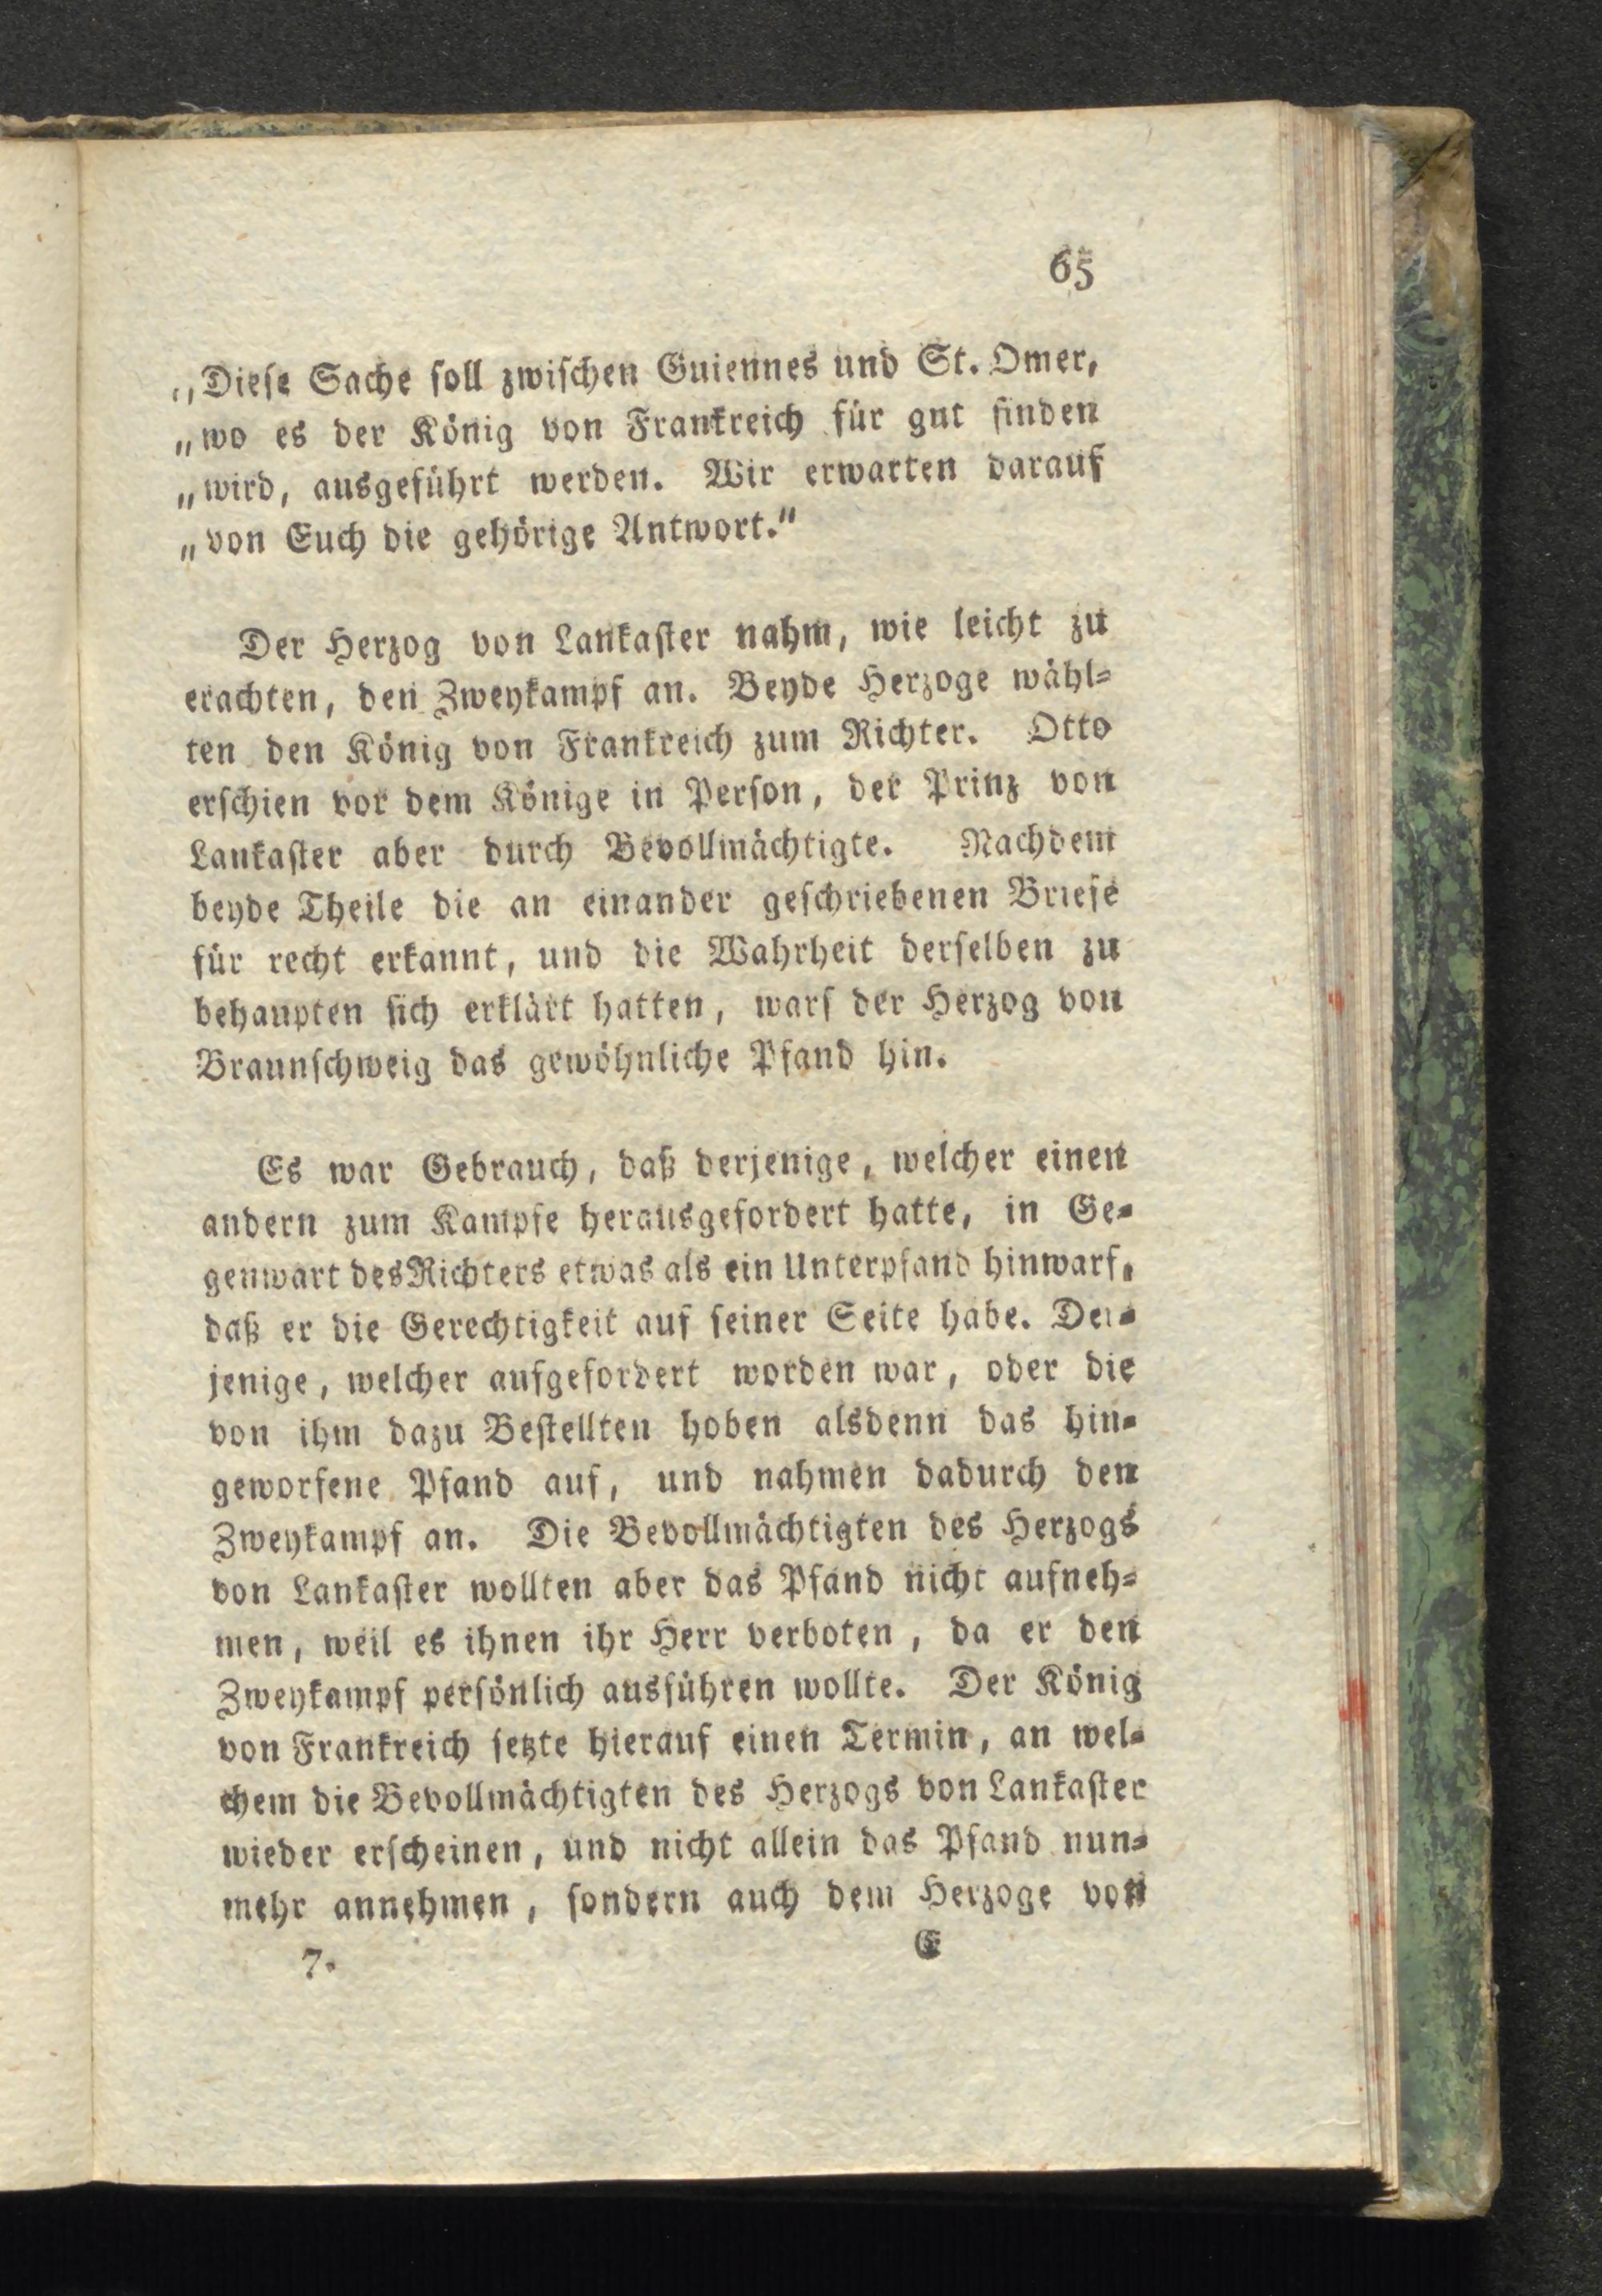 65
„Diese Sache soll zwischen Guiennes und St. Omer,
„wo es der König von Frankreich für gut finden
„wird, ausgeführt werden. Wir erwarten darauf
„von Euch die gehörige Antwort."
Der Herzog von Lankaster nahm, wie leicht zu
erachten, den Zweykampf an. Beyde Herzoge wähl-
ten den König von Frankreich zum Richter. Otto
erschien vor dem Könige in Person, der Prinz von
Lankaster aber durch Bevollmächtigte. Nachdem
beyde Theile die an einander geschriebenen Briefe
für recht erkannt, und die Wahrheit derselben zu
behaupten sich erklärt hatten, warf der Herzog von
Braunschweig das gewöhnliche Pfand hin.
Es war Gebrauch, daß derjenige, welcher einen
andern zum Kampfe herausgefordert hatte, in Ge-
genwart des Richters etwas als ein Unterpfand hinwarf,
daß er die Gerechtigkeit auf seiner Seite habe. Der-
jenige, welcher aufgefordert worden war, oder die
von ihm dazu Bestellten hoben alsdenn das hin-
geworfene Pfand auf, und nahmen dadurch den
Zweykampf an. Die Bevollmächtigten des Herzogs
von Lankaster wollten aber das Pfand nicht aufneh-
men, weil es ihnen ihr Herr verboten, da er den
Zweykampf persönlich ausführen wollte. Der König
von Frankreich setzte hierauf einen Termin, an wel-
chem die Bevollmächtigten des Herzogs von Lankaster
wieder erscheinen, und nicht allein das Pfand nun-
mehr annehmen, sondern auch dem Herzoge von
7. E